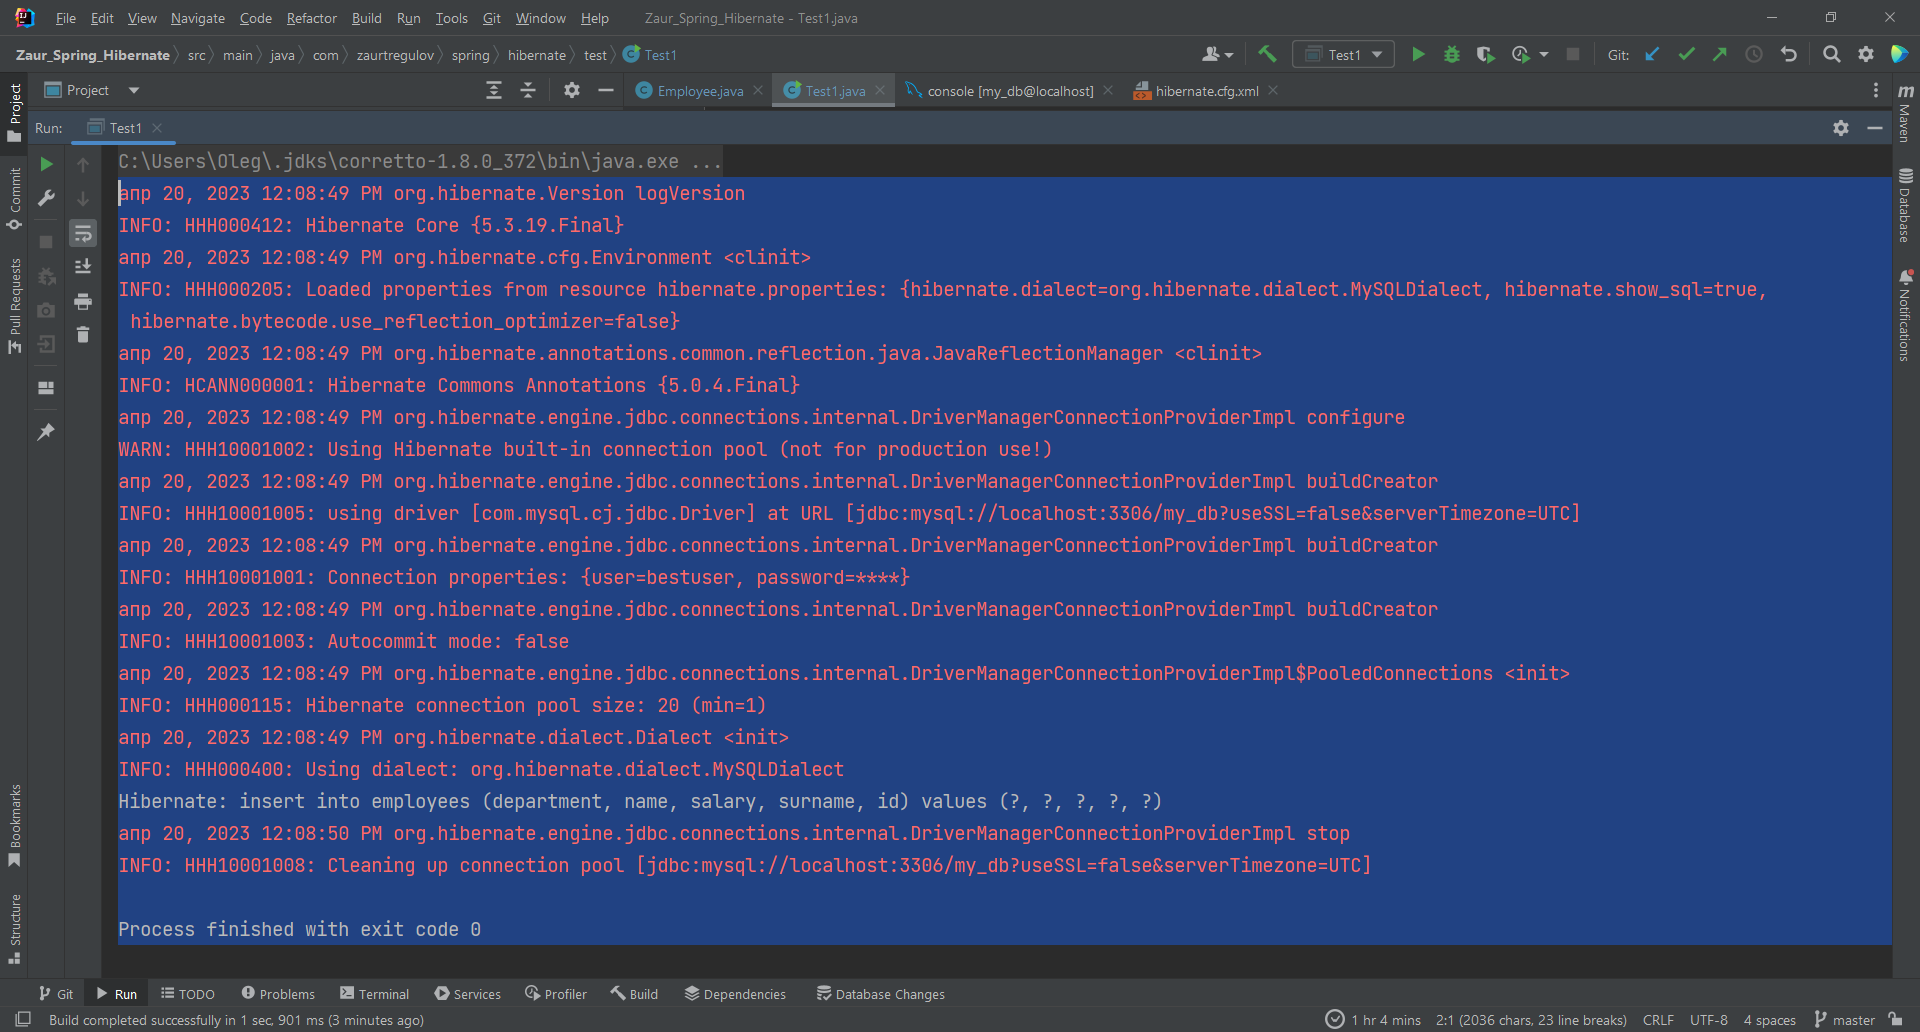 File Edit View Navigate Code Refactor Build Run Tools Git Window Help Zaur_Spring_Hibernate - Test1.java
Zaur_Spring_Hibernate src main java com zaurtregulov spring hibernate test Test1 Test1 Git:
Project Employee.java Test1.java console [my_db@localhost] hibernate.cfg.xml
Run: Test1
C:\Users\Oleg\.jdks\corretto-1.8.0_372\bin\java.exe ...
апр 20, 2023 12:08:49 PM org.hibernate.Version logVersion
INFO: HHH000412: Hibernate Core {5.3.19.Final}
апр 20, 2023 12:08:49 PM org.hibernate.cfg.Environment <clinit>
INFO: HHH000205: Loaded properties from resource hibernate.properties: {hibernate.dialect=org.hibernate.dialect.MySQLDialect, hibernate.show_sql=true,
hibernate.bytecode.use_reflection_optimizer=false}
апр 20, 2023 12:08:49 PM org.hibernate.annotations.common.reflection.java.JavaReflectionManager <clinit>
INFO: HCANN000001: Hibernate Commons Annotations {5.0.4.Final}
апр 20, 2023 12:08:49 PM org.hibernate.engine.jdbc.connections.internal.DriverManagerConnectionProviderImpl configure
WARN: HHH10001002: Using Hibernate built-in connection pool (not for production use!)
апр 20, 2023 12:08:49 PM org.hibernate.engine.jdbc.connections.internal.DriverManagerConnectionProviderImpl buildCreator
INFO: HHH10001005: using driver [com.mysql.cj.jdbc.Driver] at URL [jdbc:mysql://localhost:3306/my_db?useSSL=false&serverTimezone=UTC]
апр 20, 2023 12:08:49 PM org.hibernate.engine.jdbc.connections.internal.DriverManagerConnectionProviderImpl buildCreator
INFO: HHH10001001: Connection properties: {user=bestuser, password=****}
апр 20, 2023 12:08:49 PM org.hibernate.engine.jdbc.connections.internal.DriverManagerConnectionProviderImpl buildCreator
INFO: HHH10001003: Autocommit mode: false
апр 20, 2023 12:08:49 PM org.hibernate.engine.jdbc.connections.internal.DriverManagerConnectionProviderImpl$PooledConnections <init>
INFO: HHH000115: Hibernate connection pool size: 20 (min=1)
апр 20, 2023 12:08:49 PM org.hibernate.dialect.Dialect <init>
INFO: HHH000400: Using dialect: org.hibernate.dialect.MySQLDialect
Hibernate: insert into employees (department, name, salary, surname, id) values (?, ?, ?, ?, ?)
апр 20, 2023 12:08:50 PM org.hibernate.engine.jdbc.connections.internal.DriverManagerConnectionProviderImpl stop
INFO: HHH10001008: Cleaning up connection pool [jdbc:mysql://localhost:3306/my_db?useSSL=false&serverTimezone=UTC]
Process finished with exit code 0
Project
Commit
Pull Requests
Bookmarks
Structure
Maven
Database
Notifications
Git Run TODO Problems Terminal Services Profiler Build Dependencies Database Changes
Build completed successfully in 1 sec, 901 ms (3 minutes ago) 1 hr 4 mins 2:1 (2036 chars, 23 line breaks) CRLF UTF-8 4 spaces master